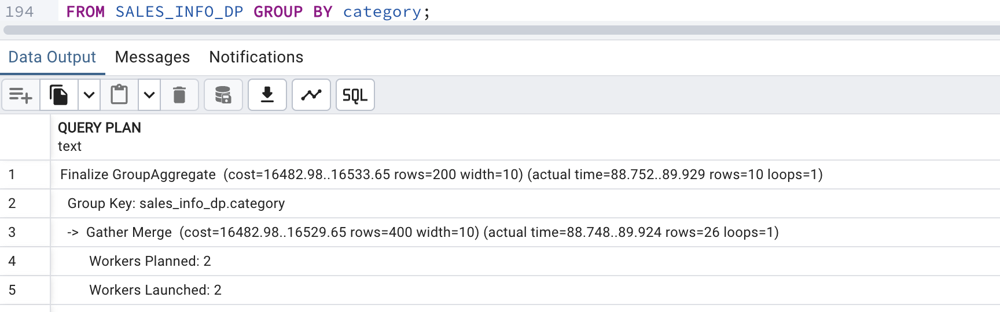 194 FROM SALES_INFO_DP GROUP BY category;
Data Output Messages Notifications
SQL
QUERY PLAN
text
1 Finalize GroupAggregate (cost=16482.98..16533.65 rows=200 width=10) (actual time=88.752..89.929 rows=10 loops=1)
2 Group Key: sales_info_dp.category
3 -> Gather Merge (cost=16482.98..16529.65 rows=400 width=10) (actual time=88.748..89.924 rows=26 loops=1)
4 Workers Planned: 2
5 Workers Launched: 2